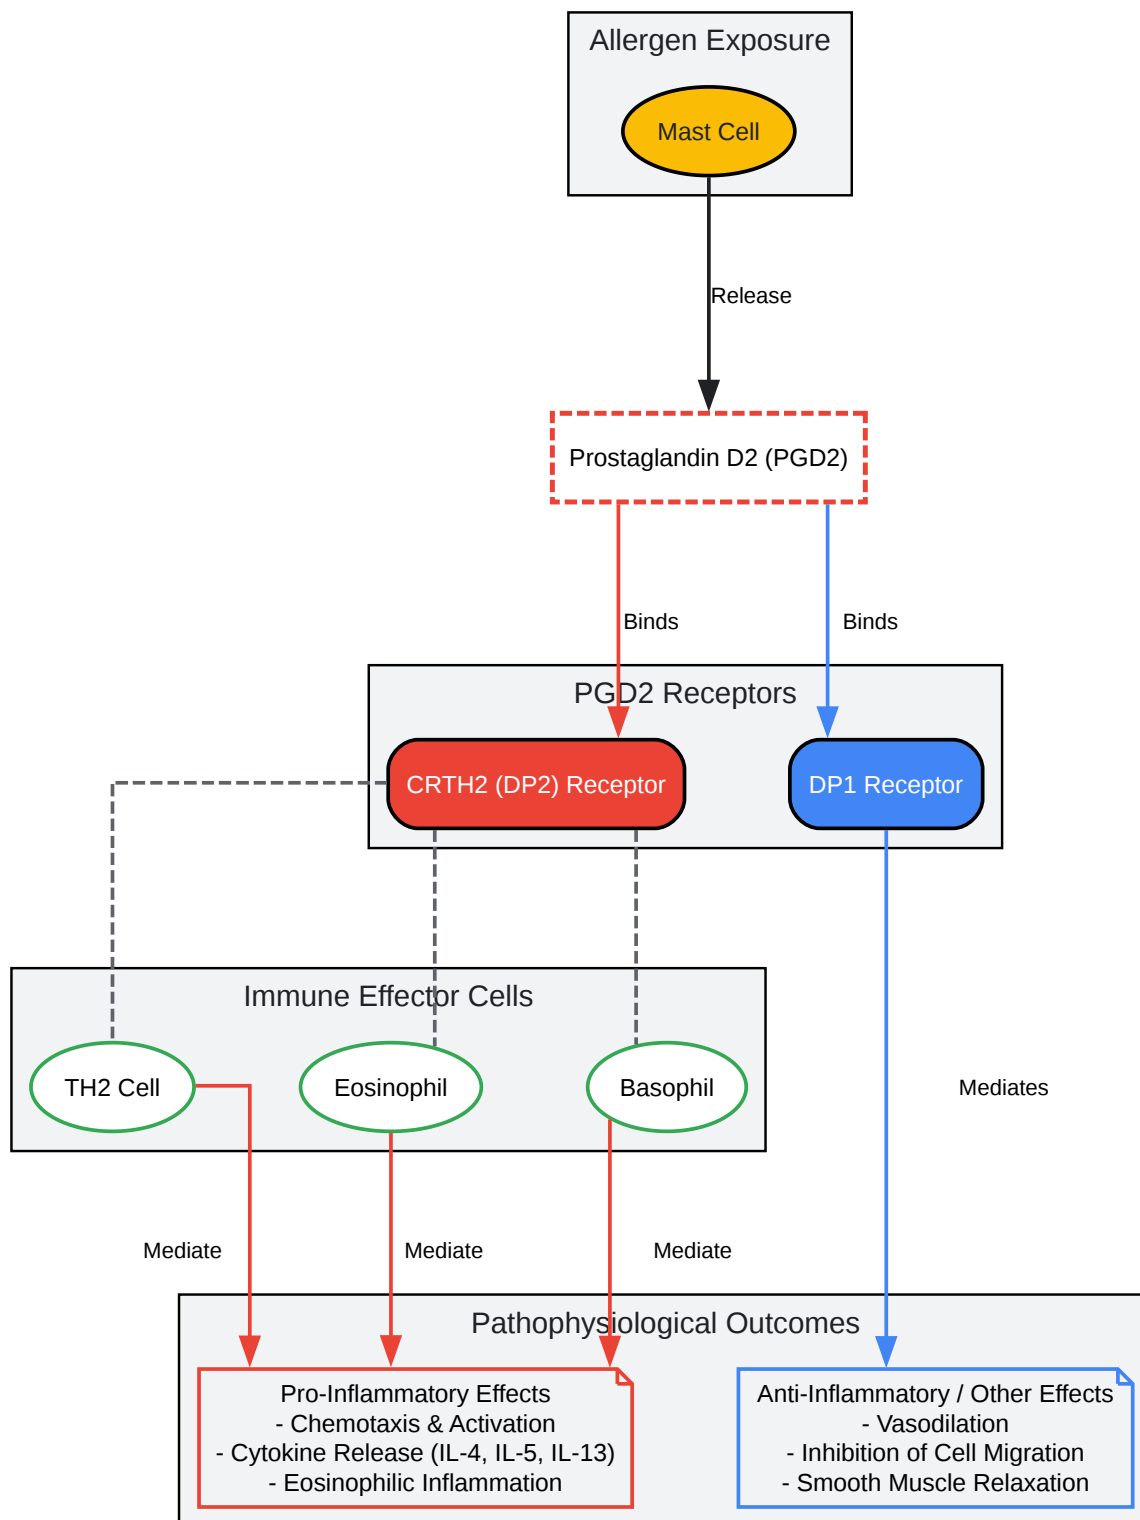 Allergen Exposure
Mast Cell
Release
Prostaglandin D2 (PGD2)
Binds
Binds
PGD2 Receptors
CRTH2 (DP2) Receptor
DP1 Receptor
Immune Effector Cells
TH2 Cell
Eosinophil
Basophil
Mediates
Mediate
Mediate
Mediate
Pathophysiological Outcomes
Pro-Inflammatory Effects
- Chemotaxis & Activation
- Cytokine Release (IL-4, IL-5, IL-13)
- Eosinophilic Inflammation
Anti-Inflammatory / Other Effects
- Vasodilation
- Inhibition of Cell Migration
- Smooth Muscle Relaxation